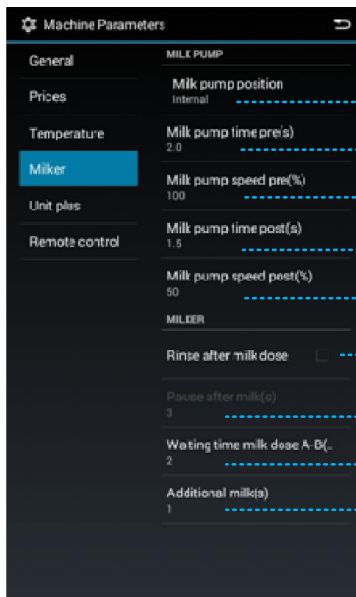 Machine Parameters
General
Prices
Temperature
Milker
Unit plus
Remote control
MILK PUMP
Milk pump position
Internal
Milk pump time pre(s)
2.0
Milk pump speed pre(%)
100
Milk pump time post(s)
1.5
Milk pump speed post(%)
50
MILKER
Rinse after milk dose
Pause after milk(s)
3
Waiting time milk dose A-B(..
2
Additional milk(s)
1